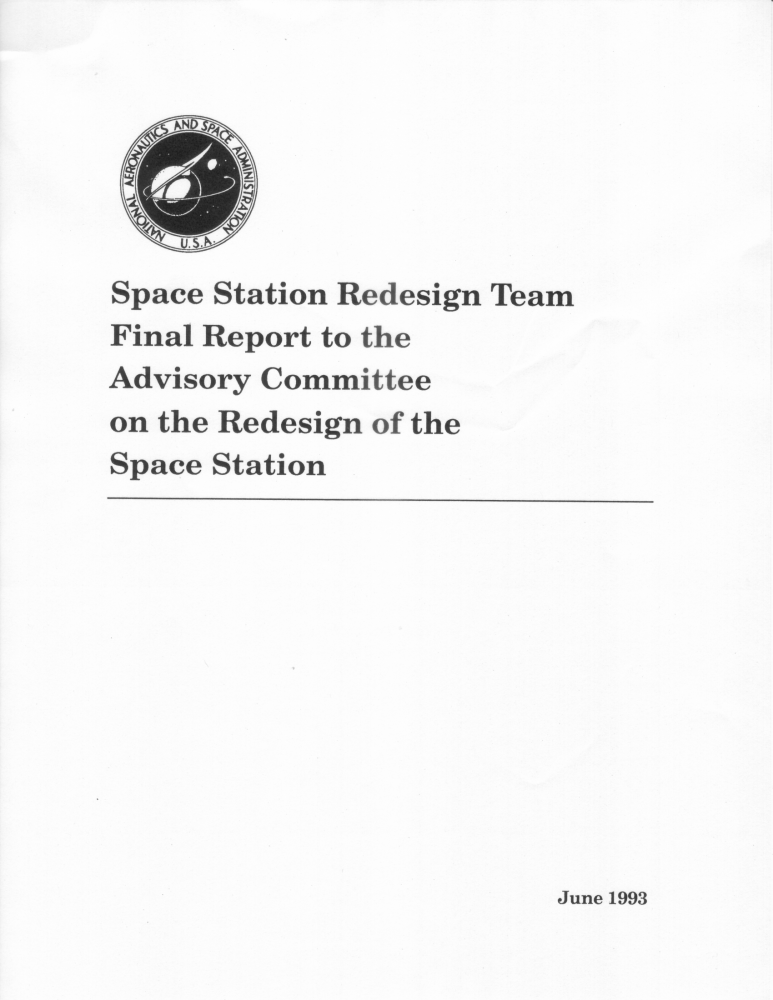 NATIONAL AERONAUTICS AND SPACE ADMINISTRATION
U.S.A.
Space Station Redesign Team
Final Report to the
Advisory Committee
on the Redesign of the
Space Station
June 1993